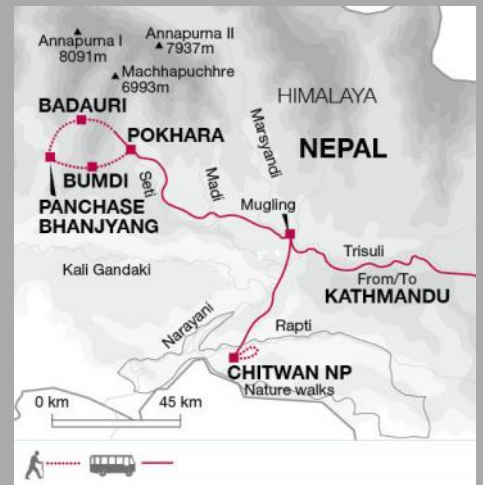 Annapurna I
8091m
Annapurna II
7937m
Machhapuchhre
6993m
HIMALAYA
BADAURI
POKHARA
NEPAL
Marsyandi
BUMDI
Seti
Madi
PANCHASE
BHANJYANG
Mugling
Trisuli
Kali Gandaki
From/To
KATHMANDU
Narayani
Rapti
CHITWAN NP
Nature walks
0 km
45 km